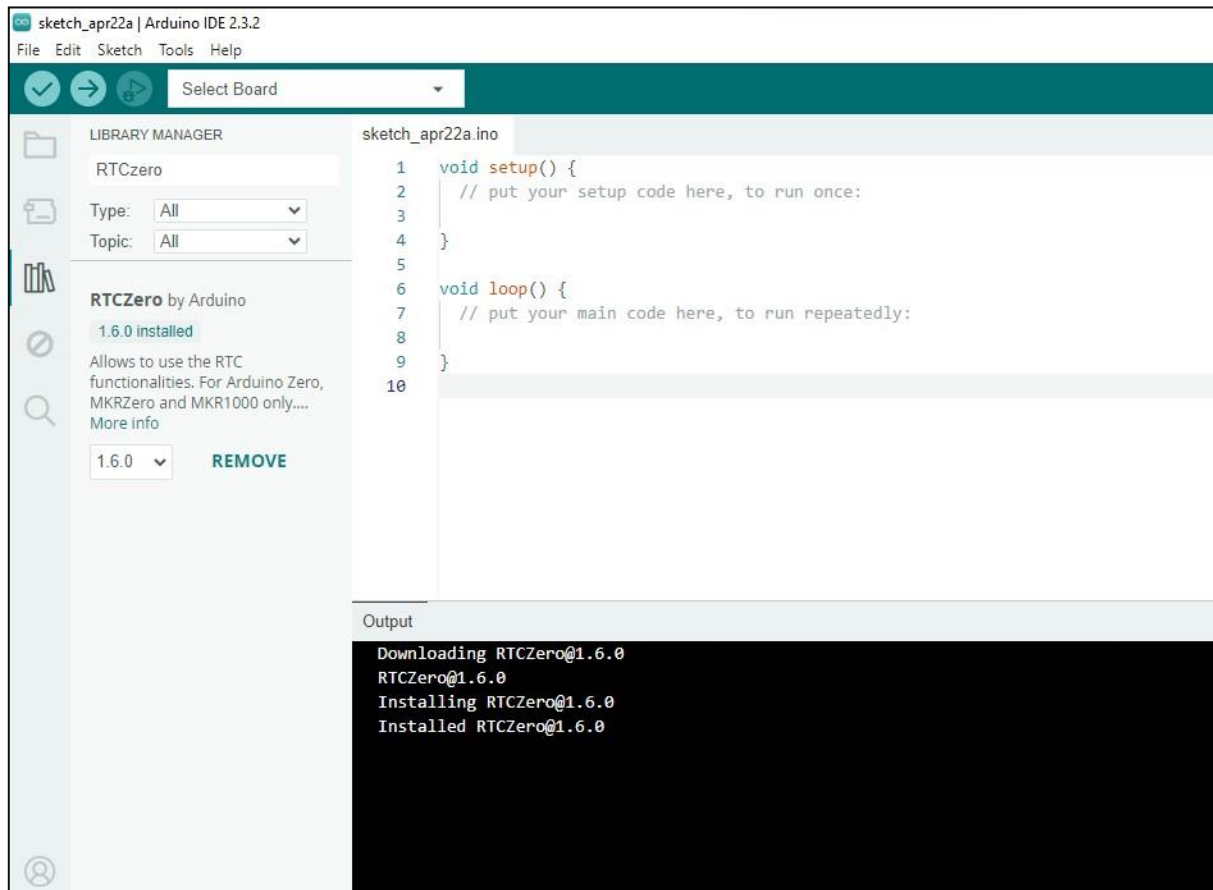 sketch_apr22a | Arduino IDE 2.3.2
File Edit Sketch Tools Help
Select Board
LIBRARY MANAGER
RTCzero
Type: All
Topic: All
RTCZero by Arduino
1.6.0 installed
Allows to use the RTC
functionalities. For Arduino Zero,
MKRZero and MKR1000 only....
More info
1.6.0 REMOVE
sketch_apr22a.ino
1 void setup() {
2 // put your setup code here, to run once:
3
4 }
5
6 void loop() {
7 // put your main code here, to run repeatedly:
8
9 }
10
Output
Downloading RTCZero@1.6.0
RTCZero@1.6.0
Installing RTCZero@1.6.0
Installed RTCZero@1.6.0